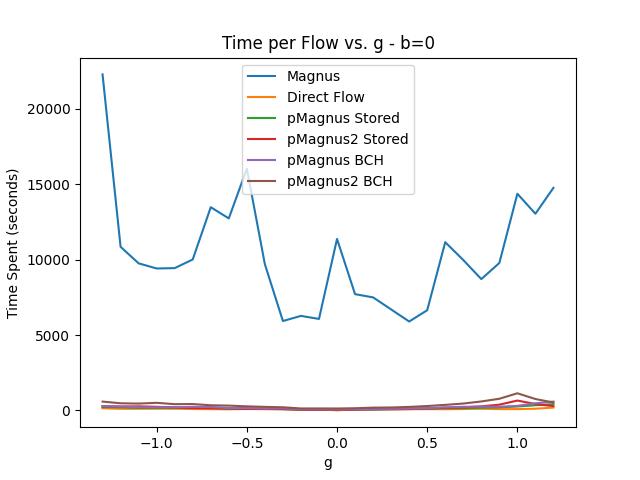 Time per Flow vs. g - b=0
Magnus
Direct Flow
pMagnus Stored
pMagnus2 Stored
pMagnus BCH
pMagnus2 BCH
Time Spent (seconds)
20000
15000
10000
5000
0
−1.0 −0.5 0.0 0.5 1.0
g